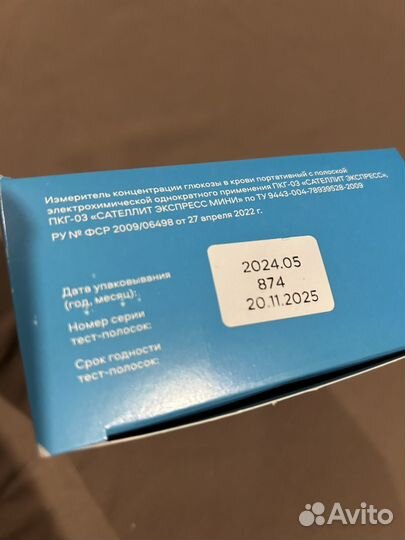 Измеритель концентрации глюкозы в крови портативный с полоской
электрохимической однократного применения ПКГ-03 «САТЕЛЛИТ ЭКСПРЕСС»,
ПКГ-03 «САТЕЛЛИТ ЭКСПРЕСС МИНИ» по ТУ 9443-004-78939528-2009
РУ № ФСР 2009/06498 от 27 апреля 2022 г.
Дата упаковывания
(год, месяц):
2024.05
Номер серии
тест-полосок:
874
Срок годности
тест-полосок:
20.11.2025
Avito